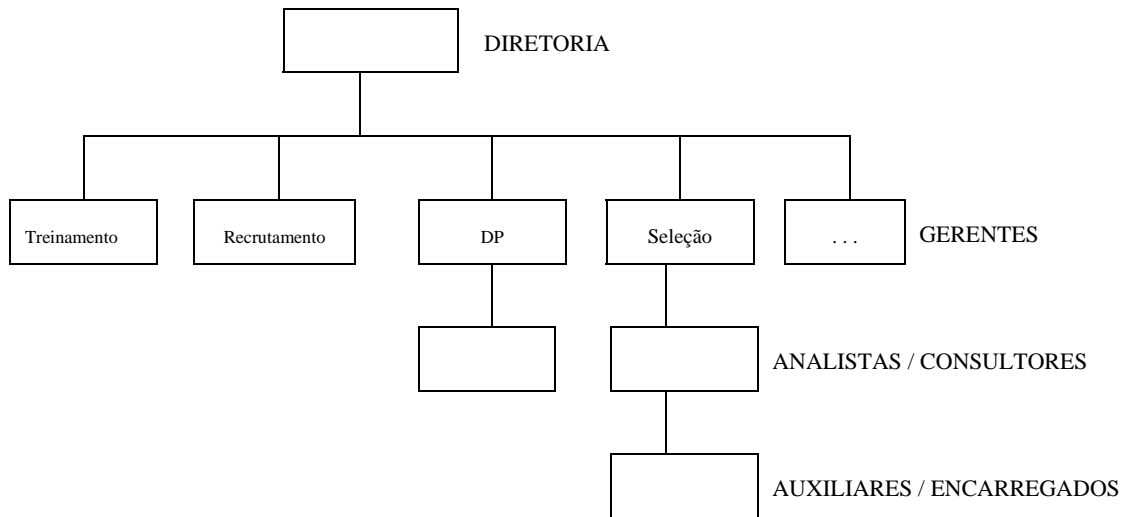 DIRETORIA
Treinamento
Recrutamento
DP
Seleção
. . .
GERENTES
ANALISTAS / CONSULTORES
AUXILIARES / ENCARREGADOS